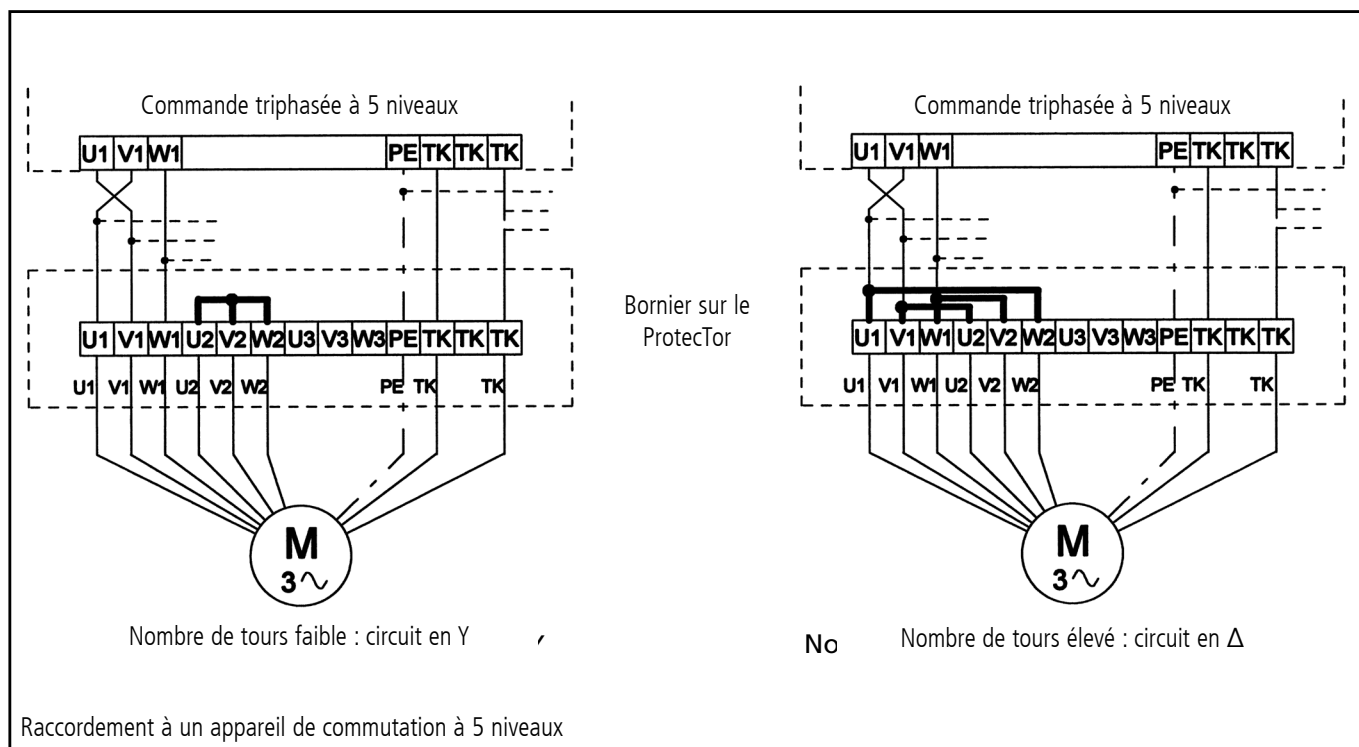 Commande triphasée à 5 niveaux
U1 V1 W1 PE TK TK TK
U1 V1 W1 U2 V2 W2 U3 V3 W3 PE TK TK TK
U1 V1 W1 U2 V2 W2 PE TK TK
M
3
Nombre de tours faible : circuit en Y
Bornier sur le
ProtecTor
Commande triphasée à 5 niveaux
U1 V1 W1 PE TK TK TK
U1 V1 W1 U2 V2 W2 U3 V3 W3 PE TK TK TK
U1 V1 W1 U2 V2 W2 PE TK TK
M
3
No Nombre de tours élevé : circuit en Δ
Raccordement à un appareil de commutation à 5 niveaux